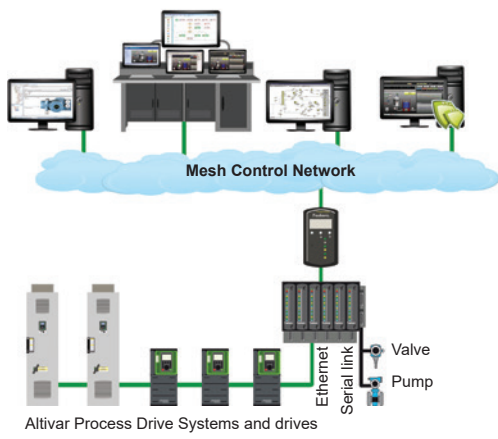 Mesh Control Network
Ethernet
Serial link
Valve
Pump
Altivar Process Drive Systems and drives